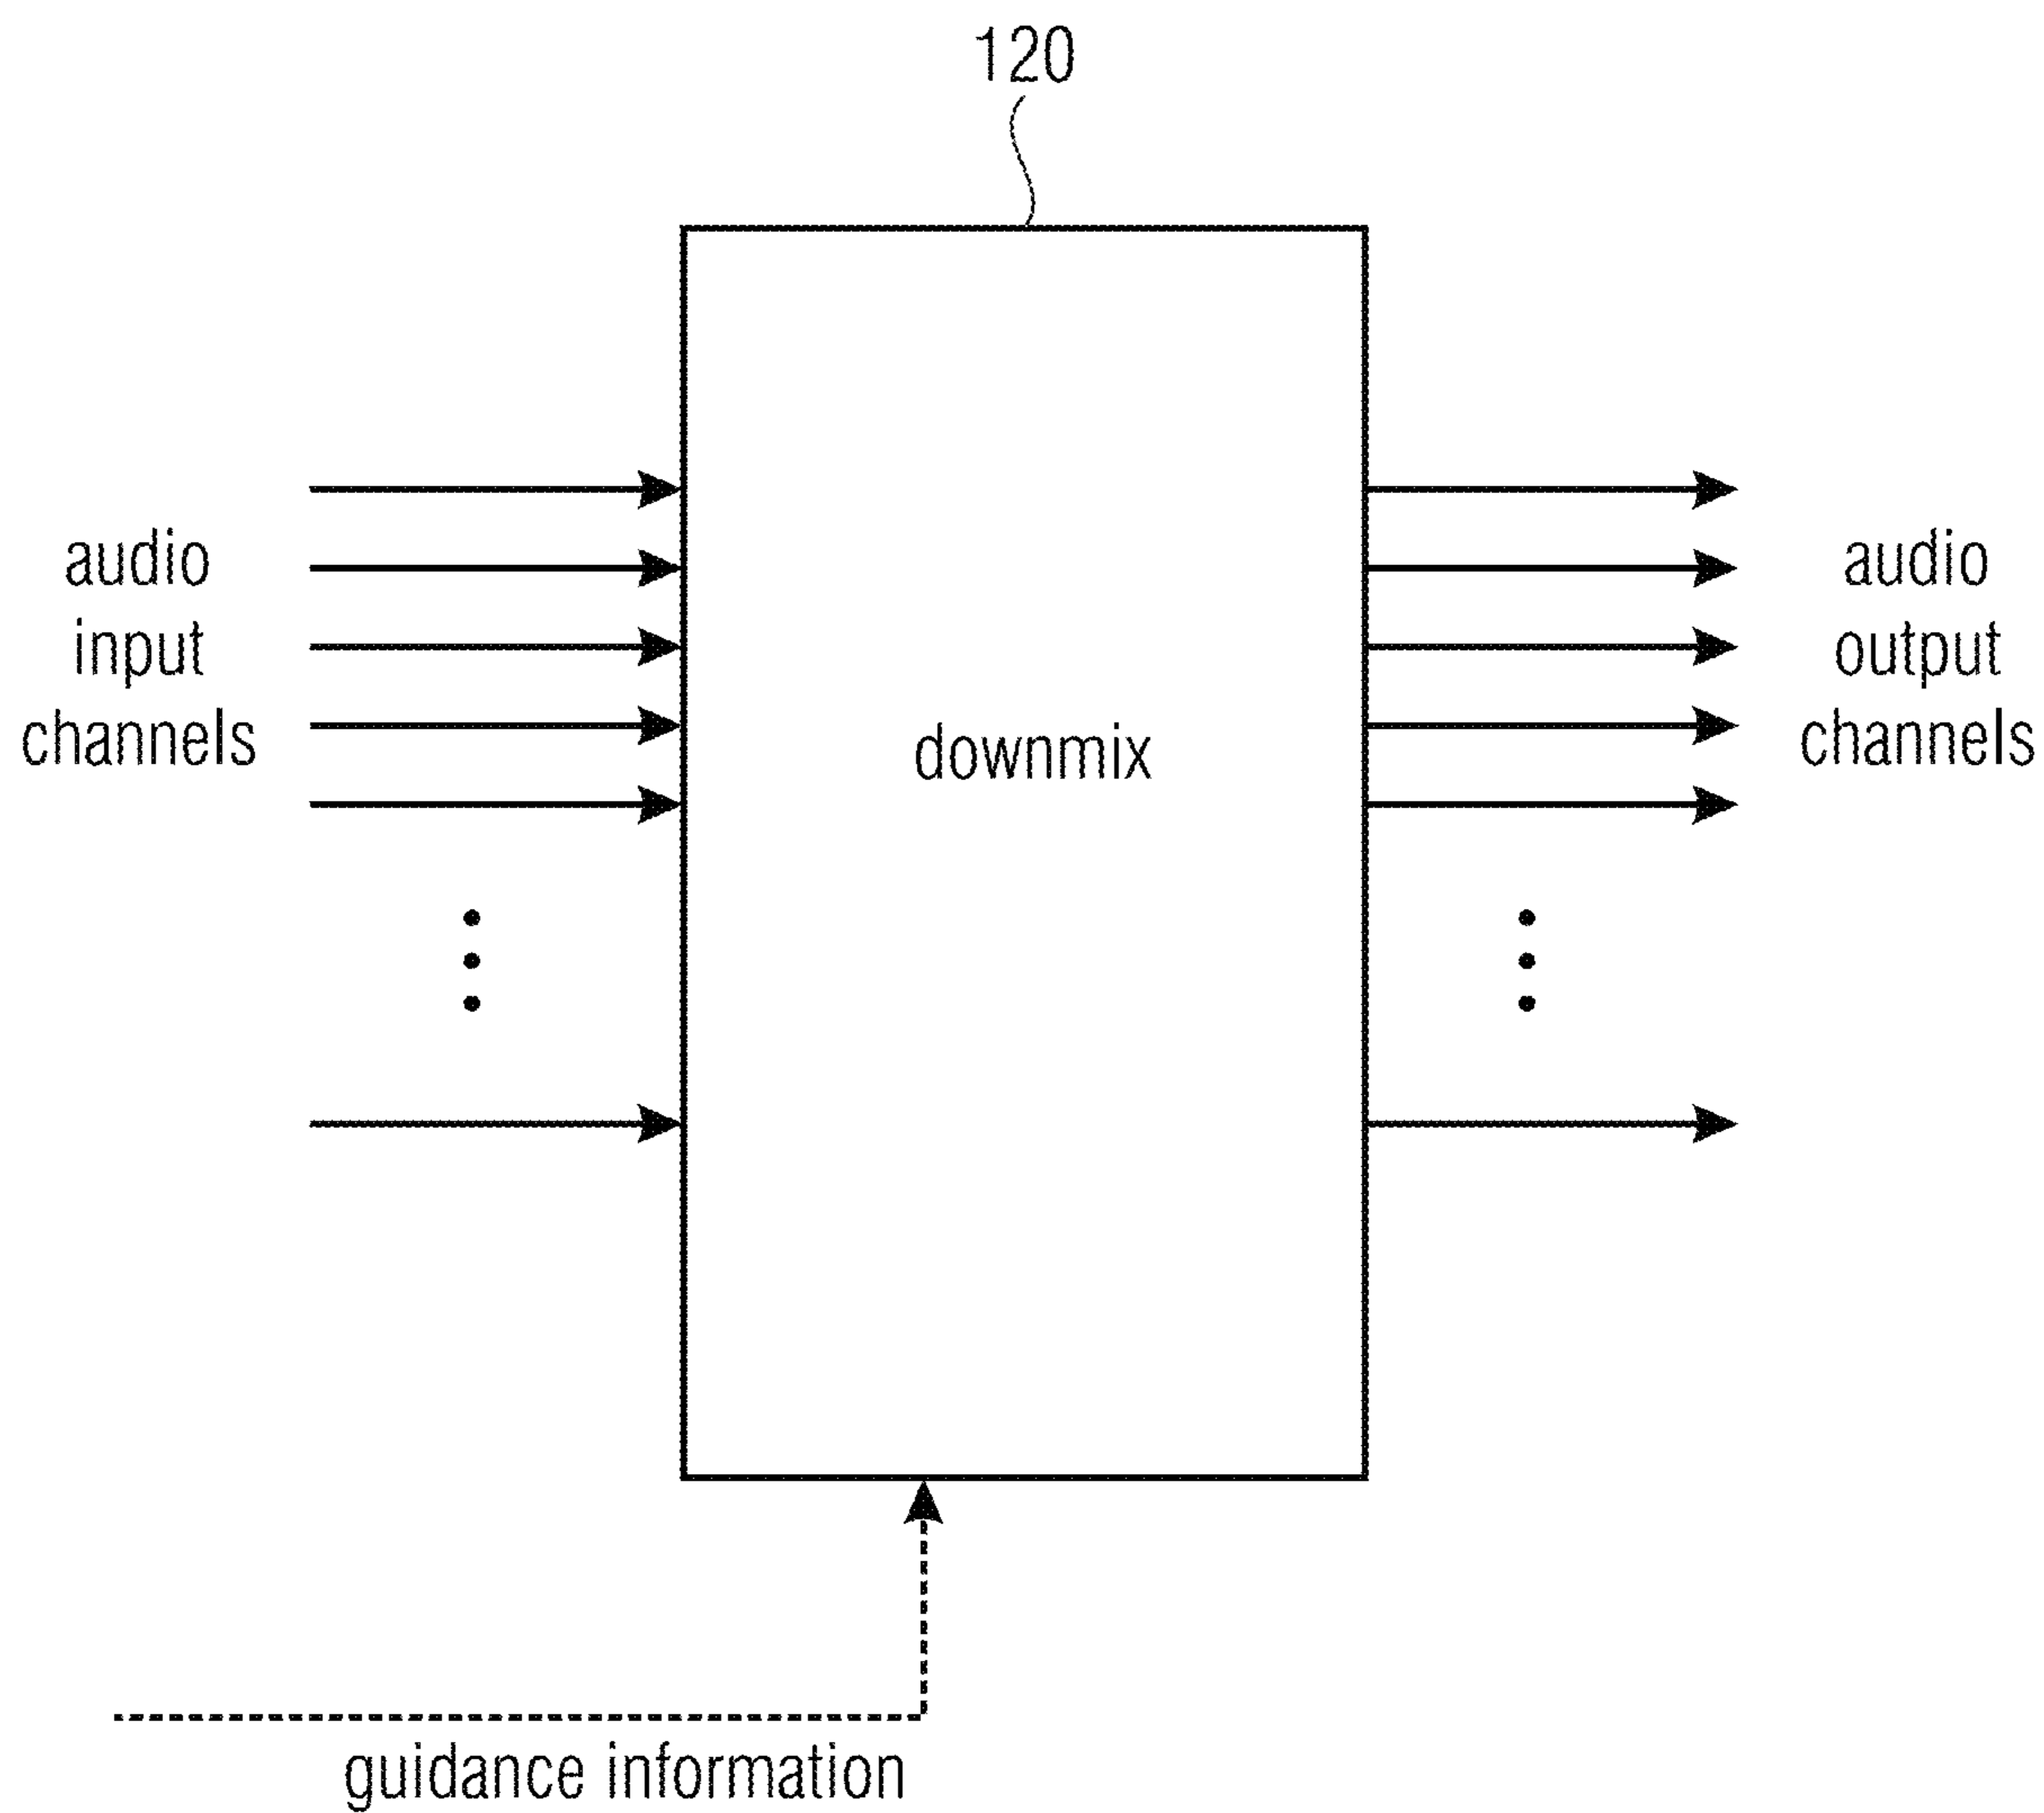 120
audio
input
channels
downmix
audio
output
channels
guidance information